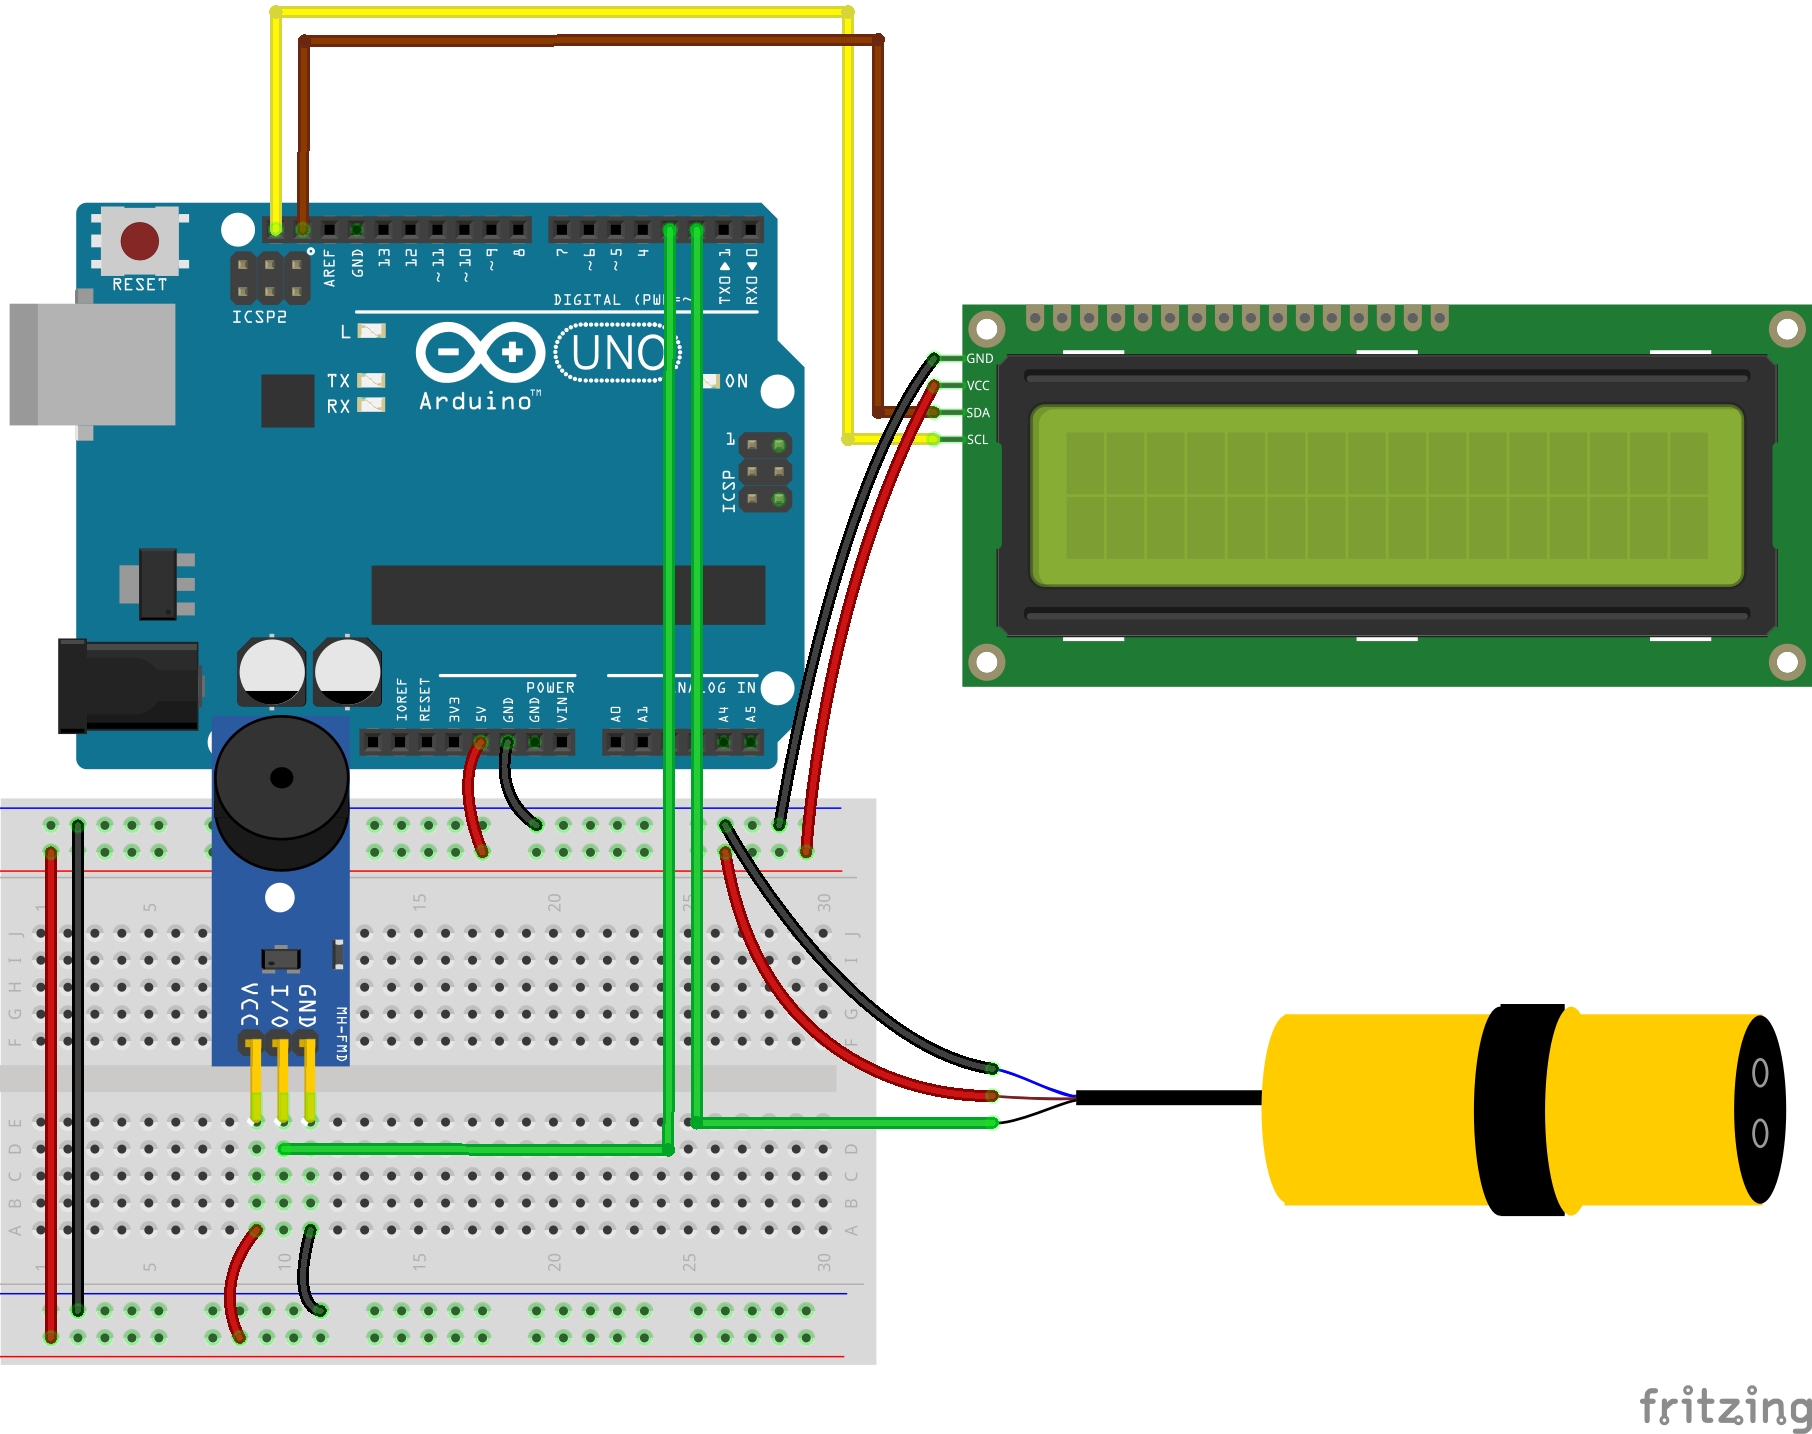 RESET
ICSP2
AREF
GND
13
12
~11
~10
~9
8
7
~6
~5
4
TX0▶1
RX0◀0
DIGITAL (PWM=~)
L
TX
RX
UNO
Arduino™
ON
1
ICSP
GND
VCC
SDA
SCL
IOREF
RESET
3V3
5V
GND
GND
VIN
POWER
ANALOG IN
A0
A1
A4
A5
1 5 15 20 25 30
J J
I I
H H
G G
F F
VCC
I/O
GND
MH-FMD
E E
D D
C C
B B
A A
1 5 10 15 20 25 30
fritzing